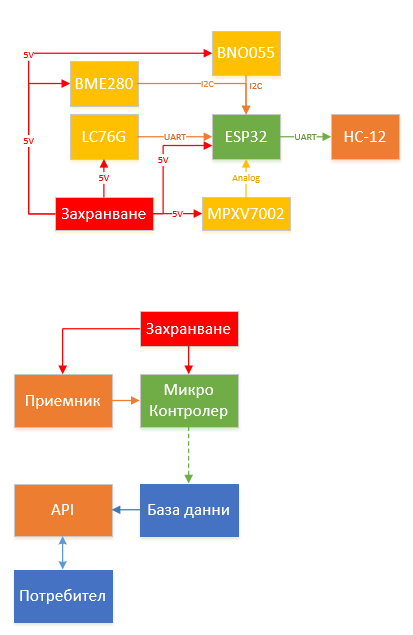 BNO055
5V
BME280
5V
I2C
I2C
LC76G
UART
ESP32
UART
HC-12
5V
5V
5V
Analog
Захранване
5V
MPXV7002
Захранване
Приемник
Микро
Контролер
API
База данни
Потребител